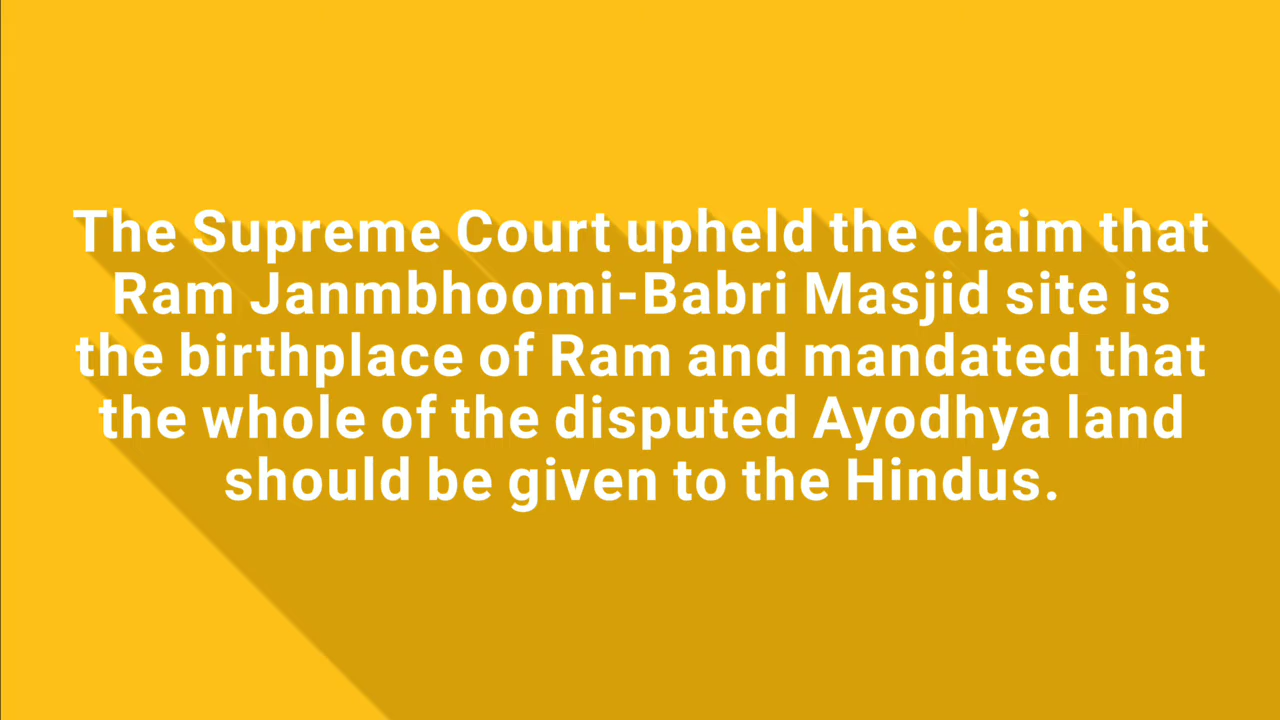 The Supreme Court upheld the claim that
Ram Janmbhoomi-Babri Masjid site is
the birthplace of Ram and mandated that
the whole of the disputed Ayodhya land
should be given to the Hindus.